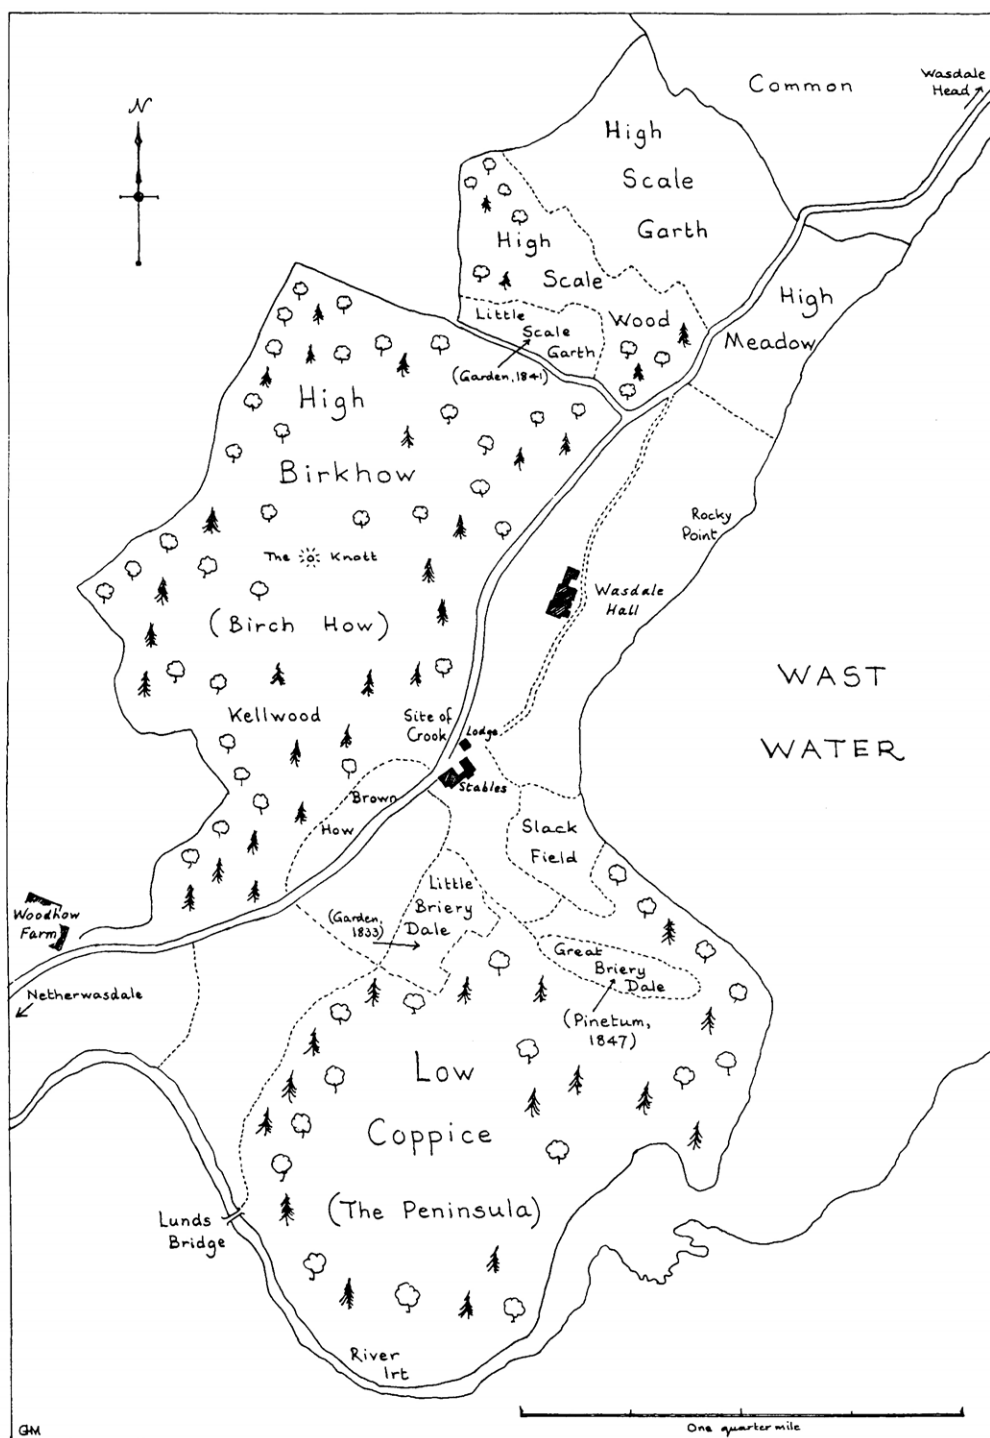 Common
Wasdale
Head
N
High
Scale
Garth
High
Scale
Wood
High
Meadow
Little
Scale
Garth
(Garden, 1841)
High
Birkhow
Rocky
Point
The Knott
Wasdale
Hall
(Birch How)
WAST
WATER
Kellwood
Site of
Crook
Lodge
Stables
Brown
How
Slack
Field
Little
Briery
Dale
(Garden,
1833)
Woodhow
Farm
Great
Briery
Dale
Netherwasdale
(Pinetum,
1847)
Low
Coppice
(The Peninsula)
Lunds
Bridge
River
Irt
GHM
One quarter mile